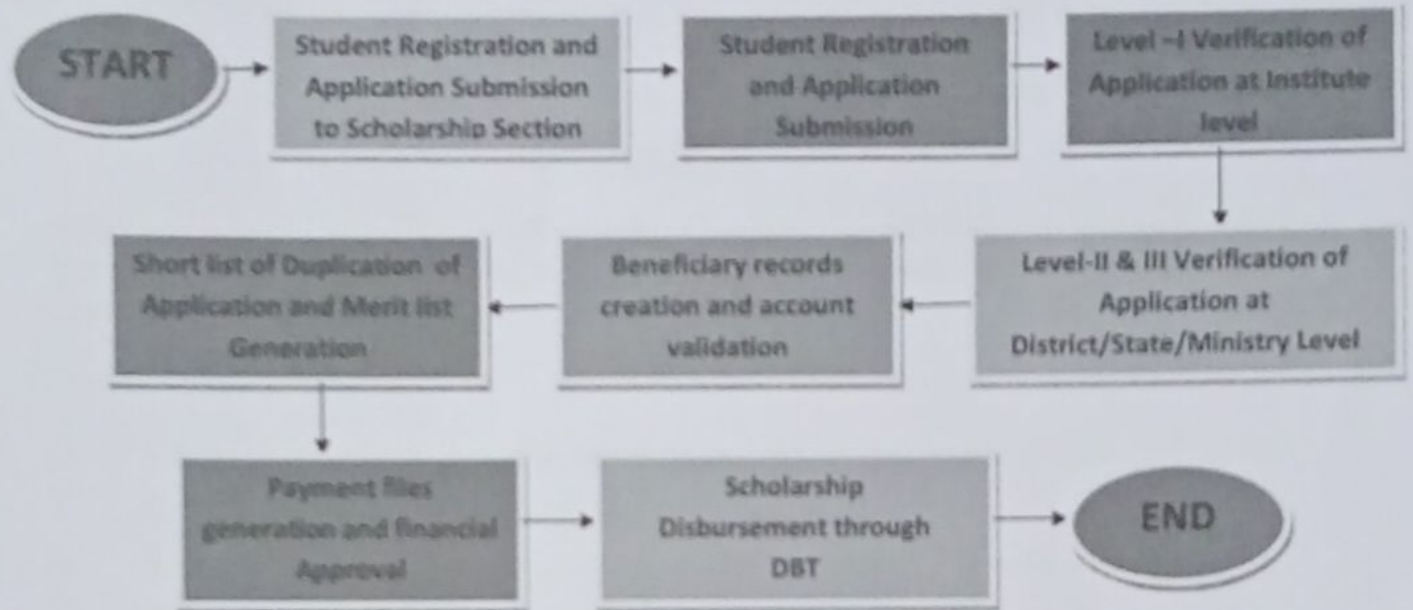 START
Student Registration and
Application Submission
to Scholarship Section
Student Registration
and Application
Submission
Level –I Verification of
Application at Institute
level
Level-II & III Verification of
Application at
District/State/Ministry Level
Beneficiary records
creation and account
validation
Short list of Duplication of
Application and Merit list
Generation
Payment files
generation and financial
Approval
Scholarship
Disbursement through
DBT
END